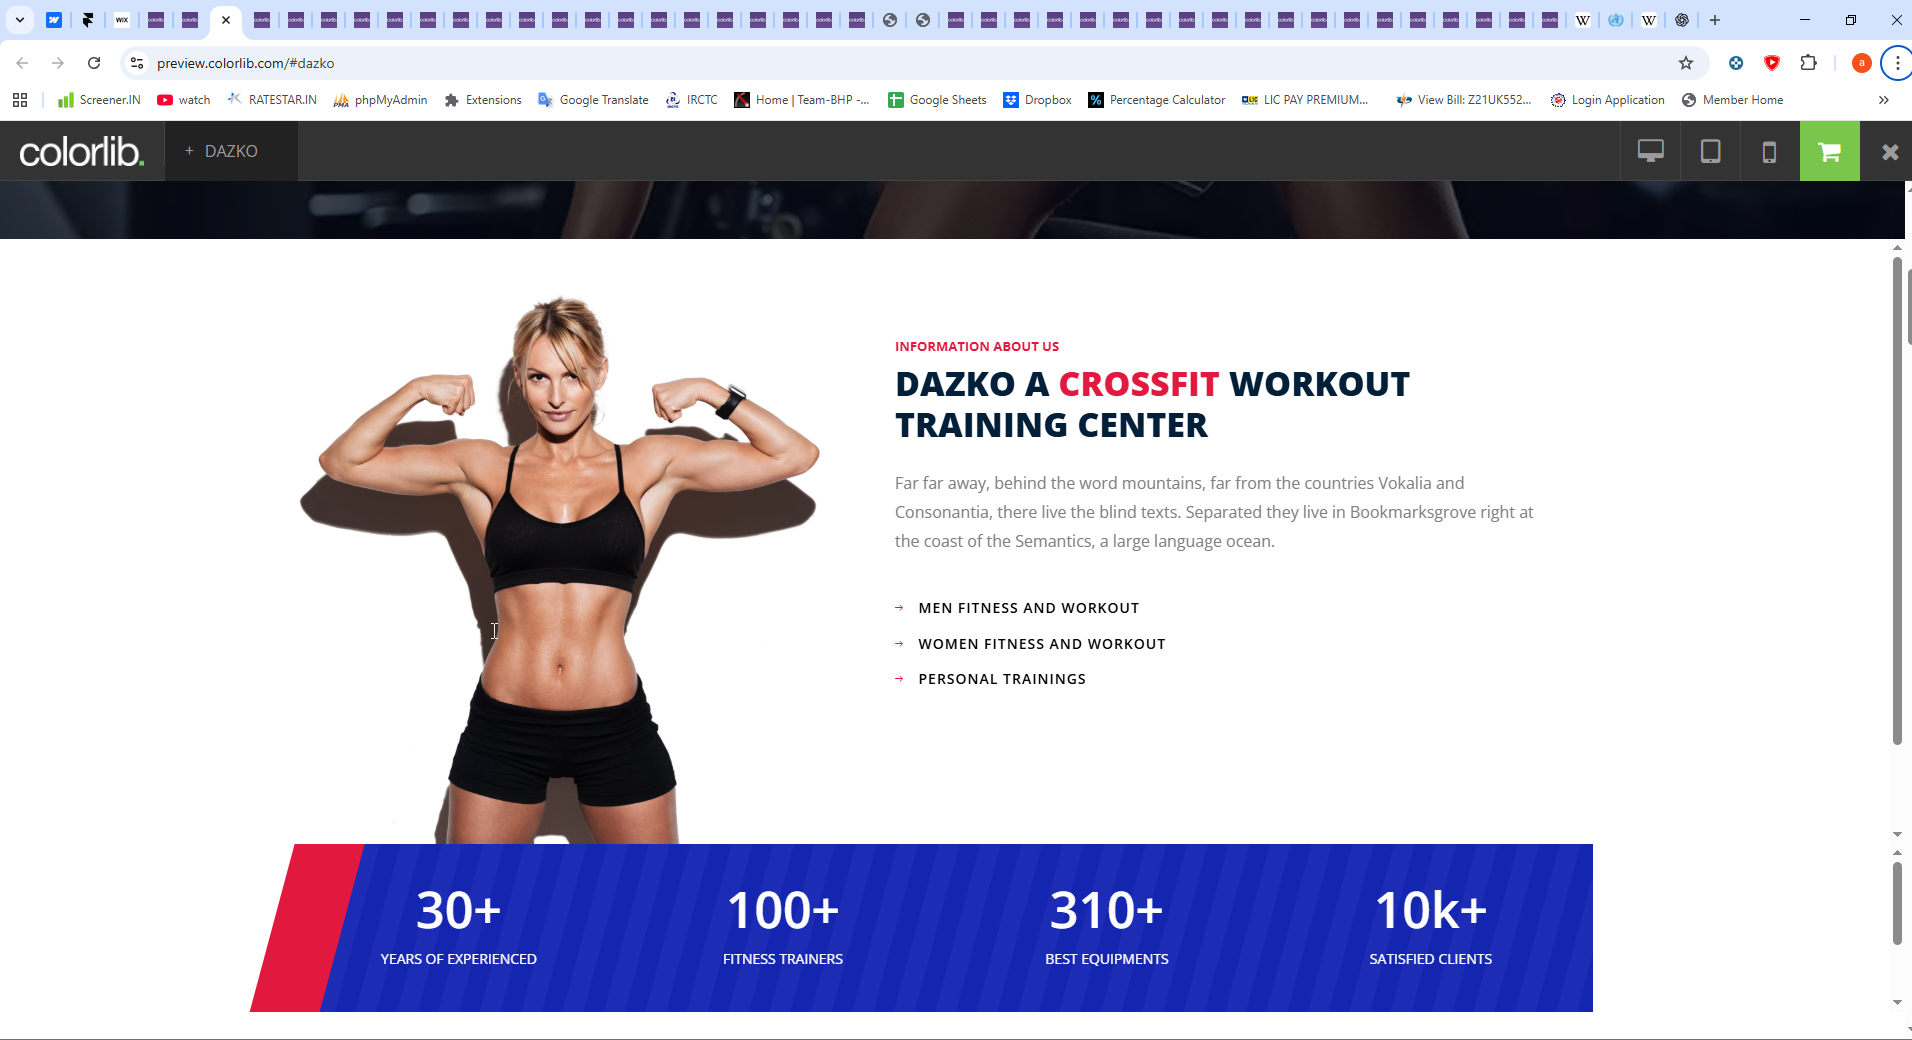 preview.colorlib.com/#dazko
Screener.IN watch RATESTAR.IN phpMyAdmin Extensions Google Translate IRCTC Home | Team-BHP -... Google Sheets Dropbox Percentage Calculator LIC PAY PREMIUM... View Bill: Z21UK552... Login Application Member Home
colorlib. + DAZKO
INFORMATION ABOUT US
DAZKO A CROSSFIT WORKOUT
TRAINING CENTER
Far far away, behind the word mountains, far from the countries Vokalia and
Consonantia, there live the blind texts. Separated they live in Bookmarksgrove right at
the coast of the Semantics, a large language ocean.
MEN FITNESS AND WORKOUT
WOMEN FITNESS AND WORKOUT
PERSONAL TRAININGS
30+ 100+ 310+ 10k+
YEARS OF EXPERIENCED FITNESS TRAINERS BEST EQUIPMENTS SATISFIED CLIENTS